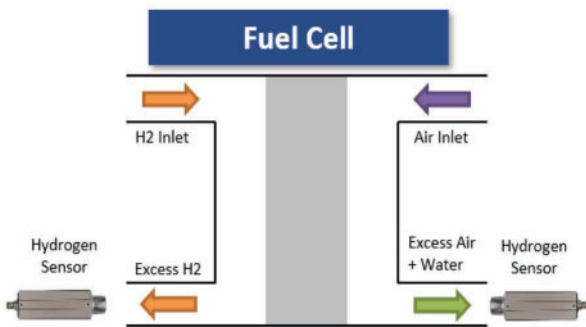 Fuel Cell
H2 Inlet
Air Inlet
Hydrogen
Sensor
Excess H2
Excess Air
+ Water
Hydrogen
Sensor